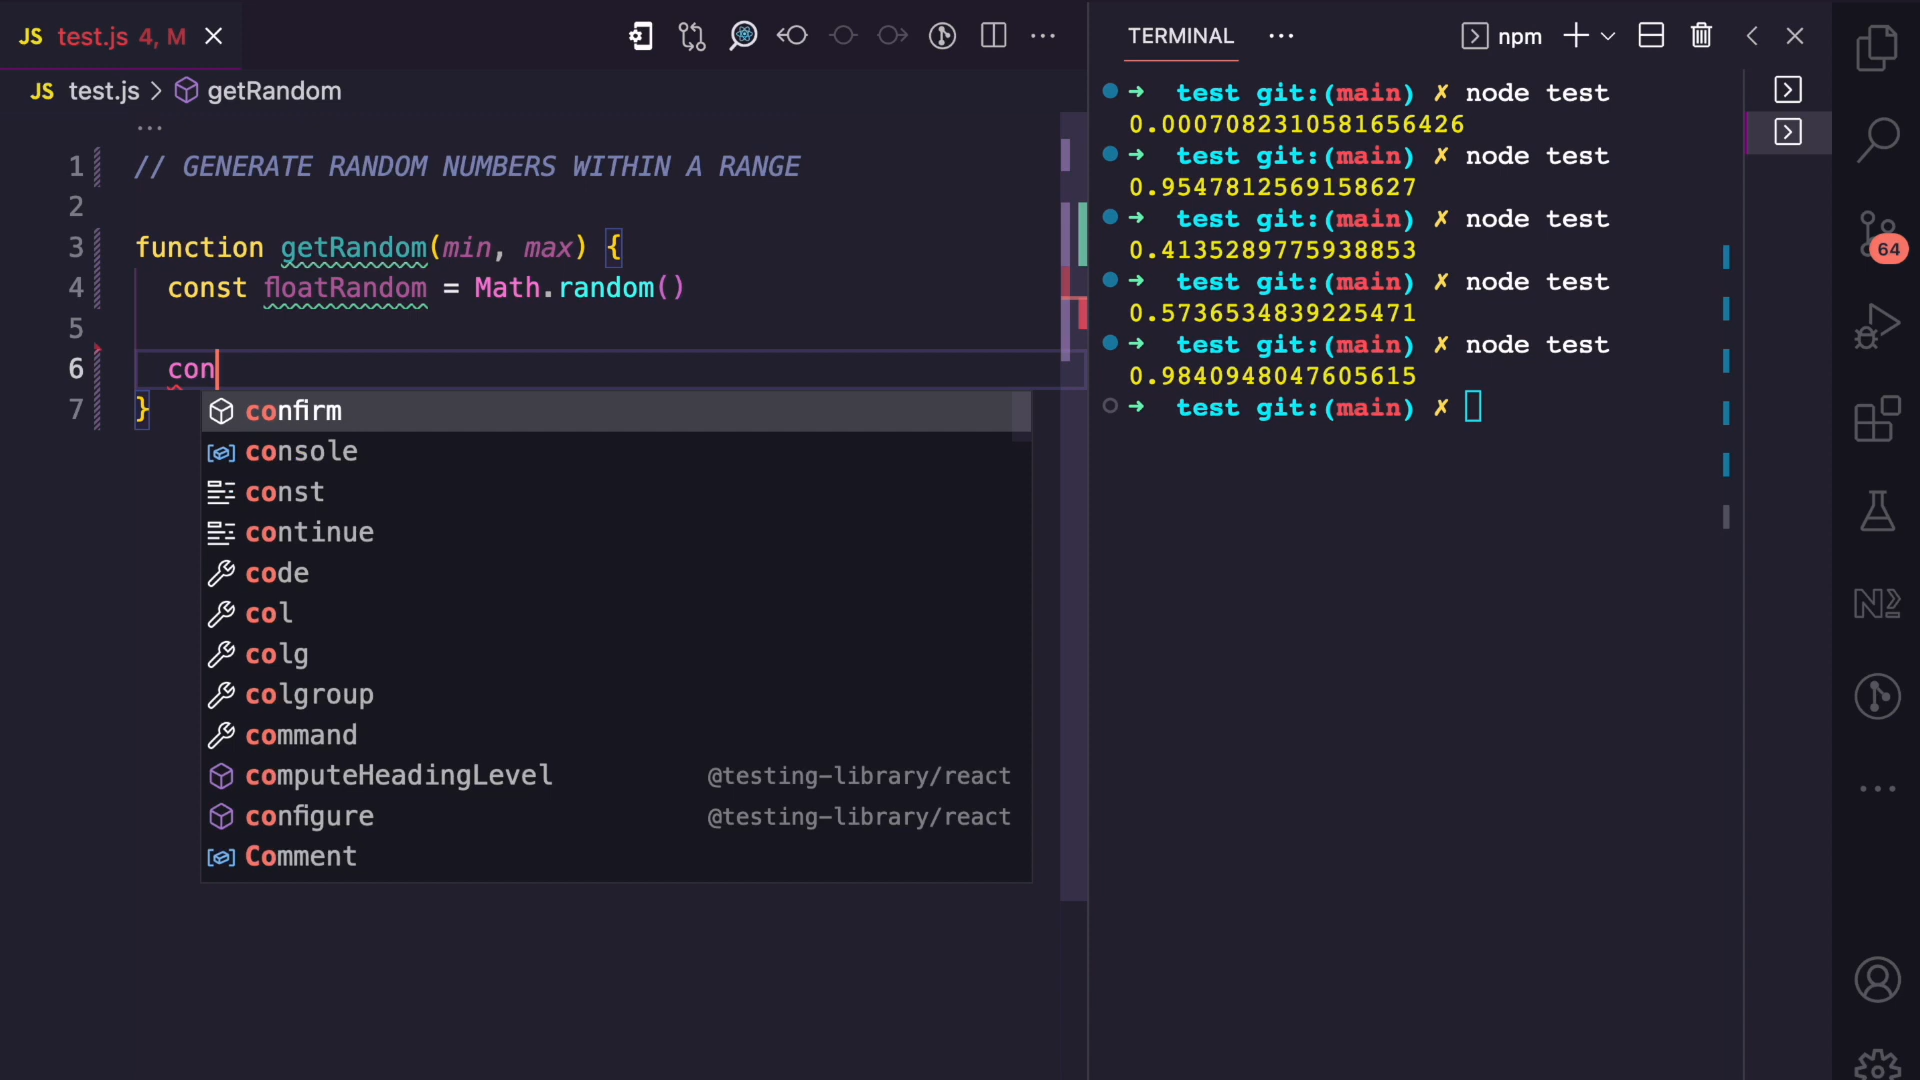 JS test.js 4, M
JS test.js > getRandom
...
1 // GENERATE RANDOM NUMBERS WITHIN A RANGE
2
3 function getRandom(min, max) {
4 const floatRandom = Math.random()
5
6 con
7 }
confirm
console
const
continue
code
col
colg
colgroup
command
computeHeadingLevel @testing-library/react
configure @testing-library/react
Comment
TERMINAL ... npm
➜ test git:(main) ✗ node test
0.0007082310581656426
➜ test git:(main) ✗ node test
0.9547812569158627
➜ test git:(main) ✗ node test
0.4135289775938853
➜ test git:(main) ✗ node test
0.5736534839225471
➜ test git:(main) ✗ node test
0.9840948047605615
➜ test git:(main) ✗
64